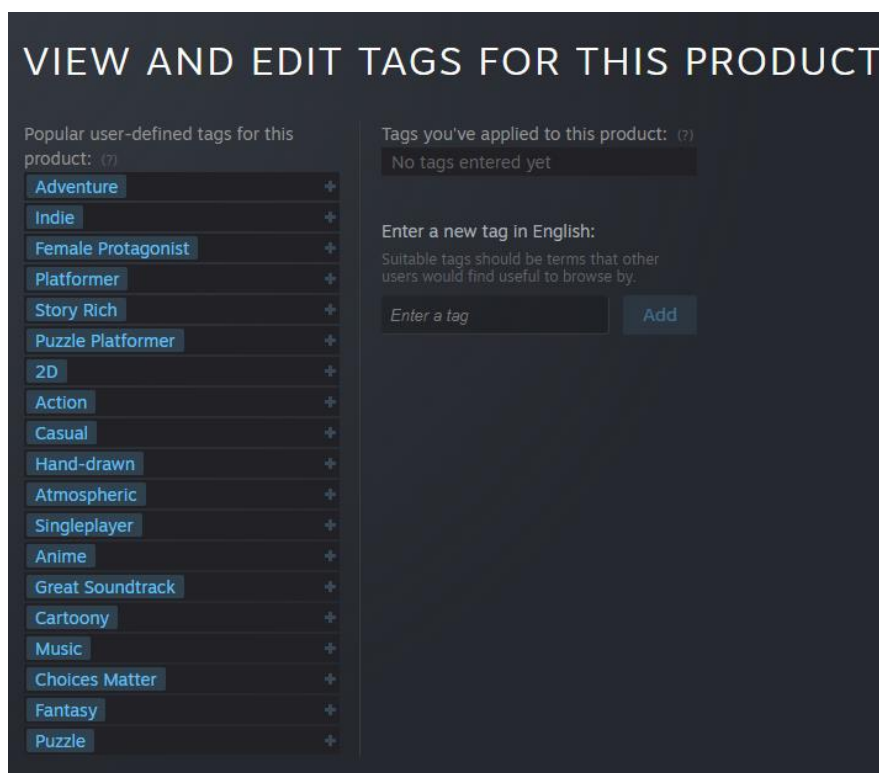 VIEW AND EDIT TAGS FOR THIS PRODUCT
Popular user-defined tags for this
product: (?)
Adventure
Indie
Female Protagonist
Platformer
Story Rich
Puzzle Platformer
2D
Action
Casual
Hand-drawn
Atmospheric
Singleplayer
Anime
Great Soundtrack
Cartoony
Music
Choices Matter
Fantasy
Puzzle
Tags you've applied to this product: (?)
No tags entered yet
Enter a new tag in English:
Suitable tags should be terms that other
users would find useful to browse by.
Enter a tag
Add